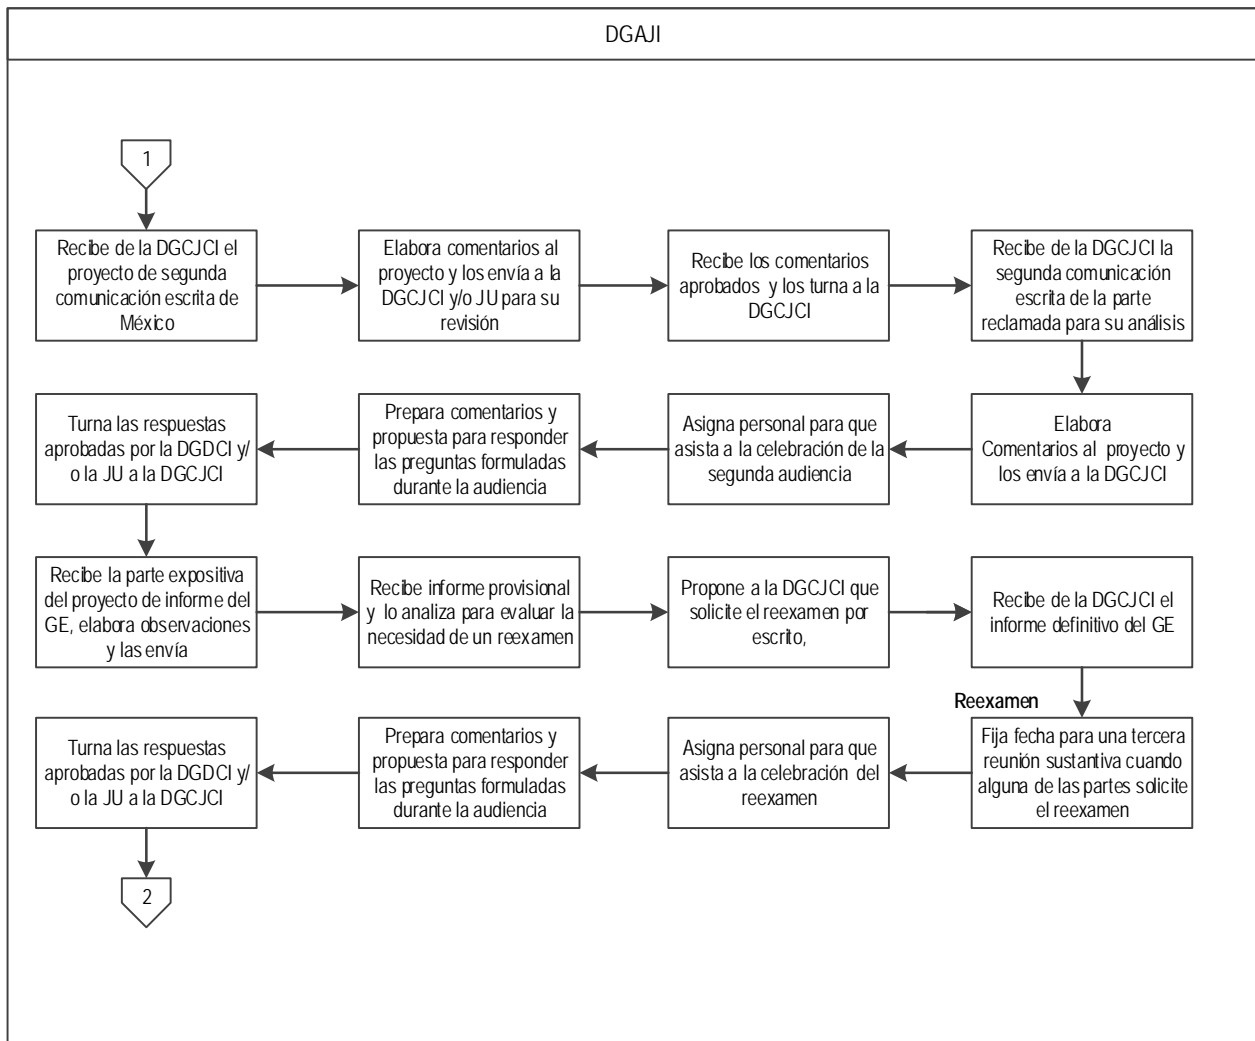 DGAJI
1
Recibe de la DGCJCI el
proyecto de segunda
comunicación escrita de
México
Elabora comentarios al
proyecto y los envía a la
DGCJCI y/o JU para su
revisión
Recibe los comentarios
aprobados y los turna a la
DGCJCI
Recibe de la DGCJCI la
segunda comunicación
escrita de la parte
reclamada para su análisis
Elabora
Comentarios al proyecto y
los envía a la DGCJCI
Asigna personal para que
asista a la celebración de la
segunda audiencia
Prepara comentarios y
propuesta para responder
las preguntas formuladas
durante la audiencia
Turna las respuestas
aprobadas por la DGDCI y/
o la JU a la DGCJCI
Recibe la parte expositiva
del proyecto de informe del
GE, elabora observaciones
y las envía
Recibe informe provisional
y lo analiza para evaluar la
necesidad de un reexamen
Propone a la DGCJCI que
solicite el reexamen por
escrito,
Recibe de la DGCJCI el
informe definitivo del GE
Reexamen
Fija fecha para una tercera
reunión sustantiva cuando
alguna de las partes solicite
el reexamen
Asigna personal para que
asista a la celebración del
reexamen
Prepara comentarios y
propuesta para responder
las preguntas formuladas
durante la audiencia
Turna las respuestas
aprobadas por la DGDCI y/
o la JU a la DGCJCI
2